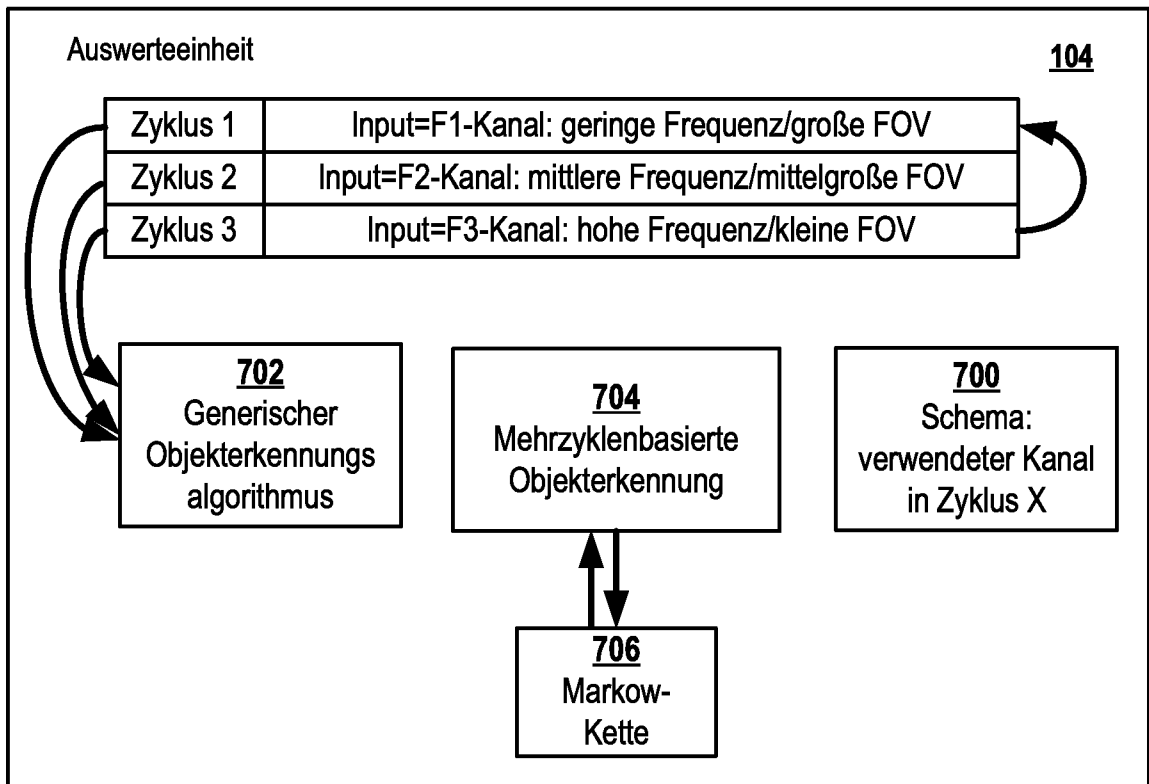 Auswerteeinheit
104
Zyklus 1 Input=F1-Kanal: geringe Frequenz/große FOV
Zyklus 2 Input=F2-Kanal: mittlere Frequenz/mittelgroße FOV
Zyklus 3 Input=F3-Kanal: hohe Frequenz/kleine FOV
702
Generischer
Objekterkennungs
algorithmus
704
Mehrzyklenbasierte
Objekterkennung
700
Schema:
verwendeter Kanal
in Zyklus X
706
Markow-
Kette